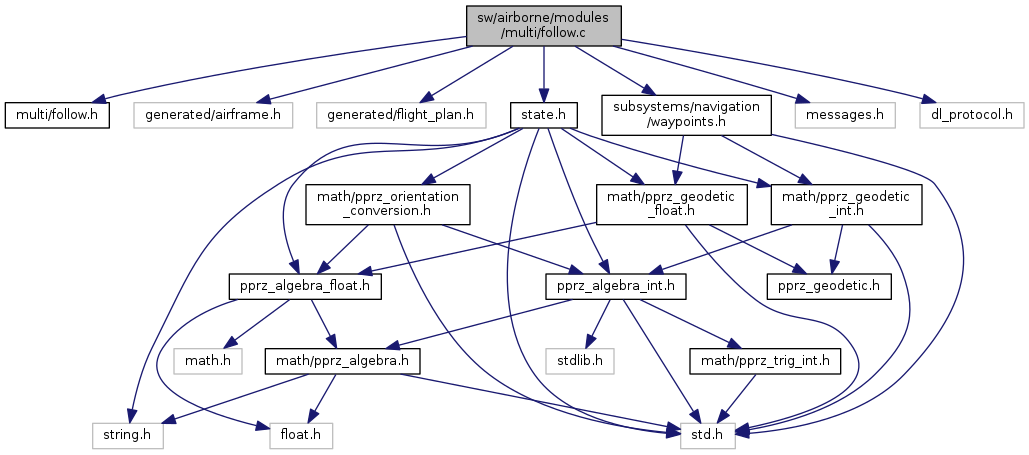 sw/airborne/modules
/multi/follow.c
multi/follow.h
generated/airframe.h
generated/flight_plan.h
state.h
subsystems/navigation
/waypoints.h
messages.h
dl_protocol.h
math/pprz_orientation
_conversion.h
math/pprz_geodetic
_float.h
math/pprz_geodetic
_int.h
pprz_algebra_float.h
pprz_algebra_int.h
pprz_geodetic.h
math.h
math/pprz_algebra.h
stdlib.h
math/pprz_trig_int.h
string.h
float.h
std.h